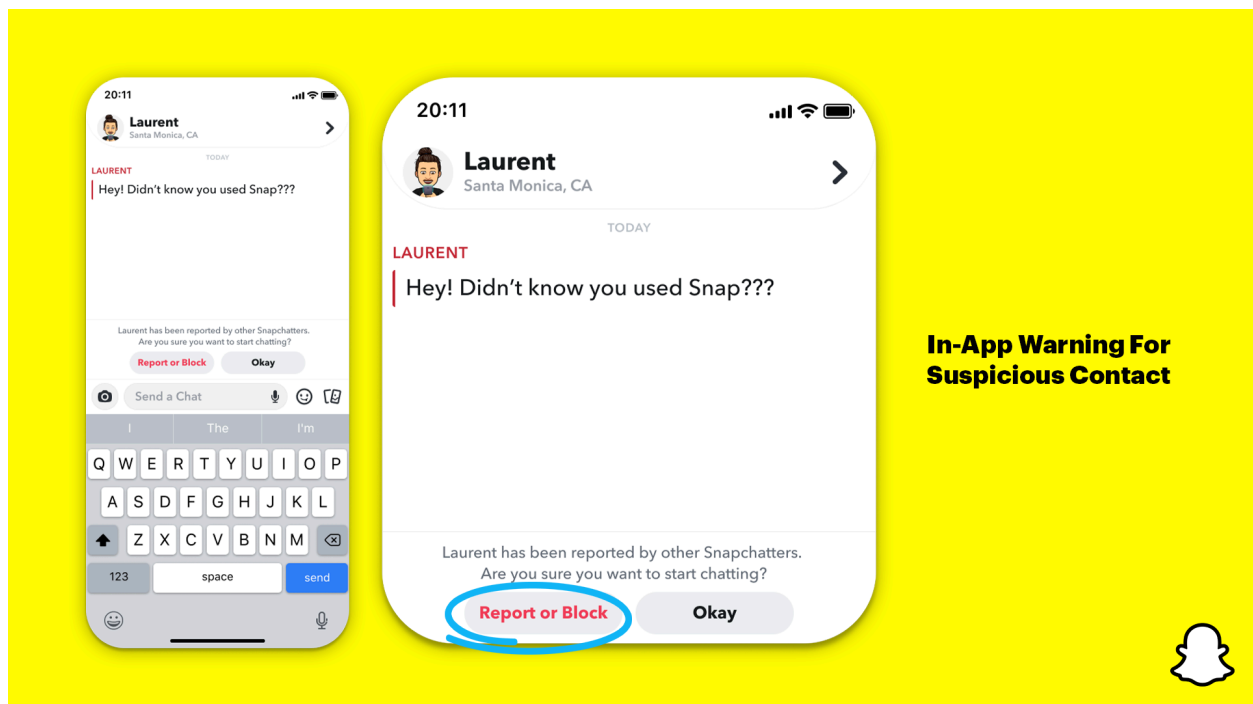 20:11
Laurent
Santa Monica, CA
TODAY
LAURENT
Hey! Didn't know you used Snap???
Laurent has been reported by other Snapchatters.
Are you sure you want to start chatting?
Report or Block Okay
Send a Chat
I The I'm
Q W E R T Y U I O P
A S D F G H J K L
Z X C V B N M
123 space send
20:11
Laurent
Santa Monica, CA
TODAY
LAURENT
Hey! Didn't know you used Snap???
Laurent has been reported by other Snapchatters.
Are you sure you want to start chatting?
Report or Block Okay
In-App Warning For
Suspicious Contact